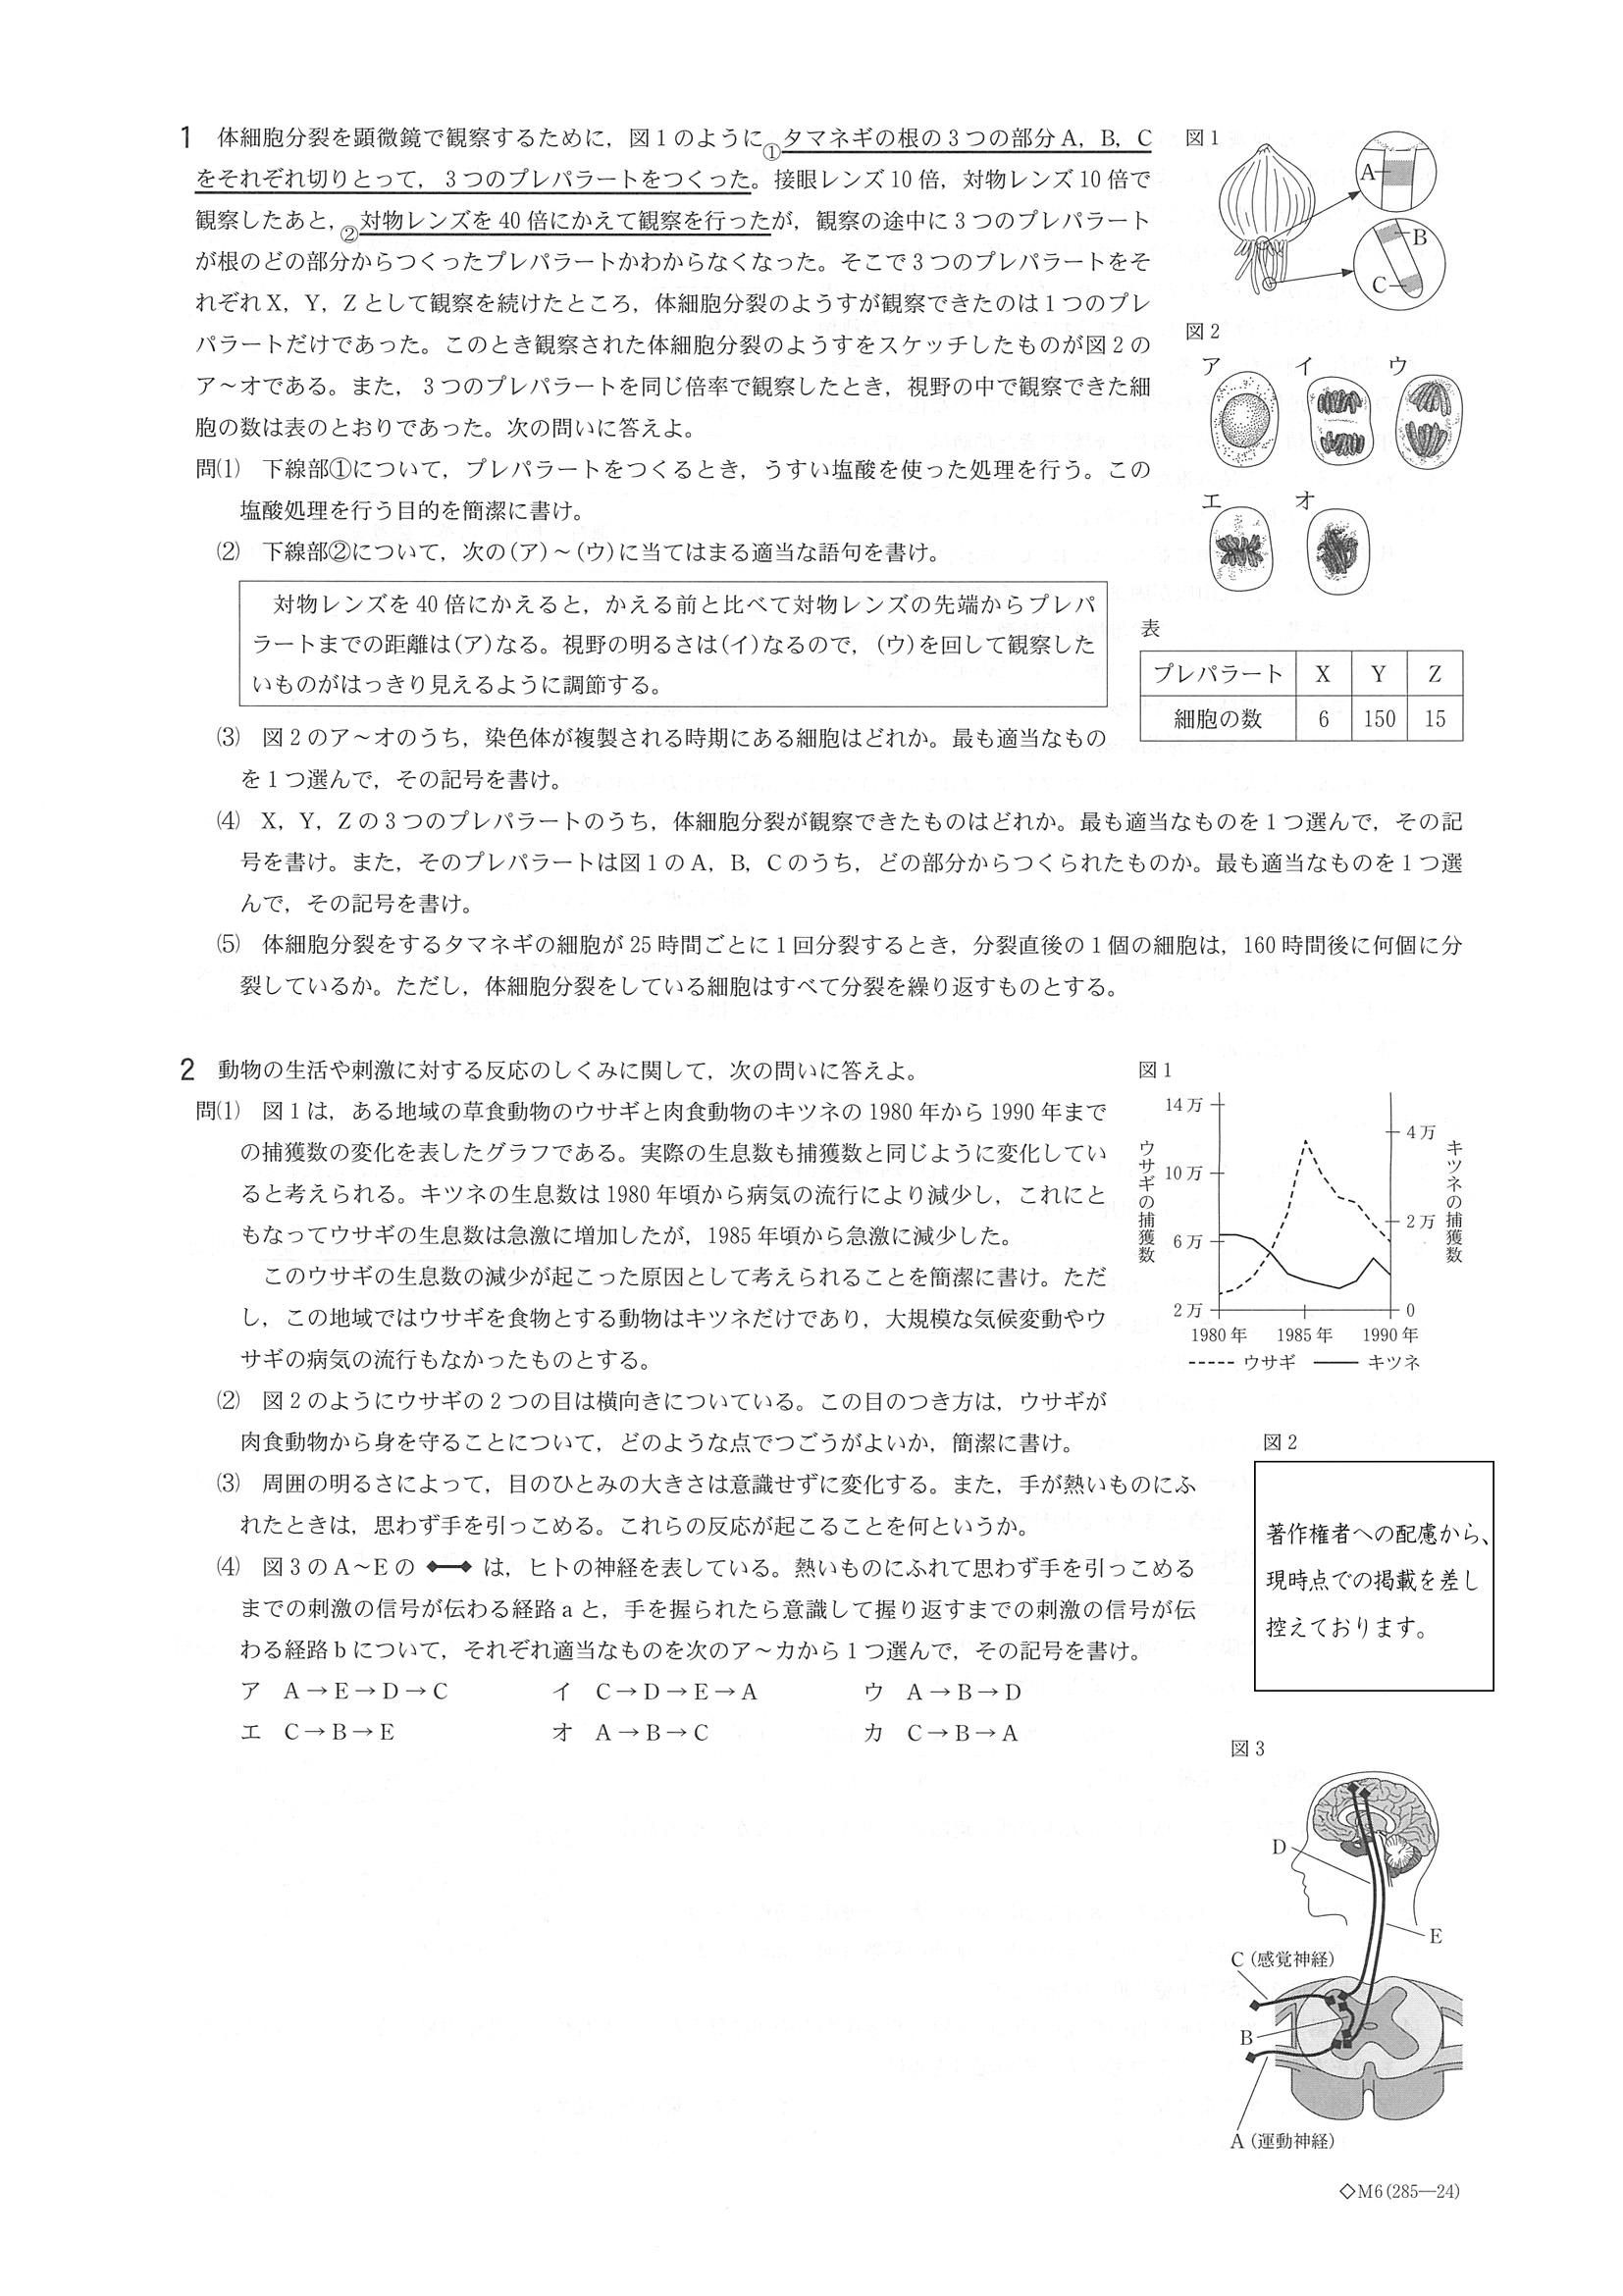 1 体細胞分裂を顕微鏡で観察するために，図1のように①タマネギの根の3つの部分A，B，C
をそれぞれ切りとって，3つのプレパラートをつくった。接眼レンズ10倍，対物レンズ10倍で
観察したあと，②対物レンズを40倍にかえて観察を行ったが，観察の途中に3つのプレパラート
が根のどの部分からつくったプレパラートかわからなくなった。そこで3つのプレパラートをそ
れぞれX，Y，Zとして観察を続けたところ，体細胞分裂のようすが観察できたのは1つのプレ
パラートだけであった。このとき観察された体細胞分裂のようすをスケッチしたものが図2の
ア～オである。また，3つのプレパラートを同じ倍率で観察したとき，視野の中で観察できた細
胞の数は表のとおりであった。次の問いに答えよ。
問⑴ 下線部①について，プレパラートをつくるとき，うすい塩酸を使った処理を行う。この
塩酸処理を行う目的を簡潔に書け。
⑵ 下線部②について，次の(ア)～(ウ)に当てはまる適当な語句を書け。
対物レンズを40倍にかえると，かえる前と比べて対物レンズの先端からプレパ
ラートまでの距離は(ア)なる。視野の明るさは(イ)なるので，(ウ)を回して観察した
いものがはっきり見えるように調節する。
⑶ 図2のア～オのうち，染色体が複製される時期にある細胞はどれか。最も適当なもの
を1つ選んで，その記号を書け。
⑷ X，Y，Zの3つのプレパラートのうち，体細胞分裂が観察できたものはどれか。最も適当なものを1つ選んで，その記
号を書け。また，そのプレパラートは図1のA，B，Cのうち，どの部分からつくられたものか。最も適当なものを1つ選
んで，その記号を書け。
⑸ 体細胞分裂をするタマネギの細胞が25時間ごとに1回分裂するとき，分裂直後の1個の細胞は，160時間後に何個に分
裂しているか。ただし，体細胞分裂をしている細胞はすべて分裂を繰り返すものとする。
図1
A
B
C
図2
ア イ ウ
エ オ
表
プレパラート X Y Z
細胞の数 6 150 15
2 動物の生活や刺激に対する反応のしくみに関して，次の問いに答えよ。
問⑴ 図1は，ある地域の草食動物のウサギと肉食動物のキツネの1980年から1990年まで
の捕獲数の変化を表したグラフである。実際の生息数も捕獲数と同じように変化してい
ると考えられる。キツネの生息数は1980年頃から病気の流行により減少し，これにと
もなってウサギの生息数は急激に増加したが，1985年頃から急激に減少した。
このウサギの生息数の減少が起こった原因として考えられることを簡潔に書け。ただ
し，この地域ではウサギを食物とする動物はキツネだけであり，大規模な気候変動やウ
サギの病気の流行もなかったものとする。
⑵ 図2のようにウサギの2つの目は横向きについている。この目のつき方は，ウサギが
肉食動物から身を守ることについて，どのような点でつごうがよいか，簡潔に書け。
⑶ 周囲の明るさによって，目のひとみの大きさは意識せずに変化する。また，手が熱いものにふ
れたときは，思わず手を引っこめる。これらの反応が起こることを何というか。
⑷ 図3のA～Eの は，ヒトの神経を表している。熱いものにふれて思わず手を引っこめる
までの刺激の信号が伝わる経路aと，手を握られたら意識して握り返すまでの刺激の信号が伝
わる経路bについて，それぞれ適当なものを次のア～カから1つ選んで，その記号を書け。
ア A→E→D→C イ C→D→E→A ウ A→B→D
エ C→B→E オ A→B→C カ C→B→A
図1
14万
10万
6万
2万
ウサギの捕獲数
4万
2万
0
キツネの捕獲数
1980年 1985年 1990年
ウサギ キツネ
図2
著作権者への配慮から、
現時点での掲載を差し
控えております。
図3
D
E
C（感覚神経）
B
A（運動神経）
◇M6(285—24)